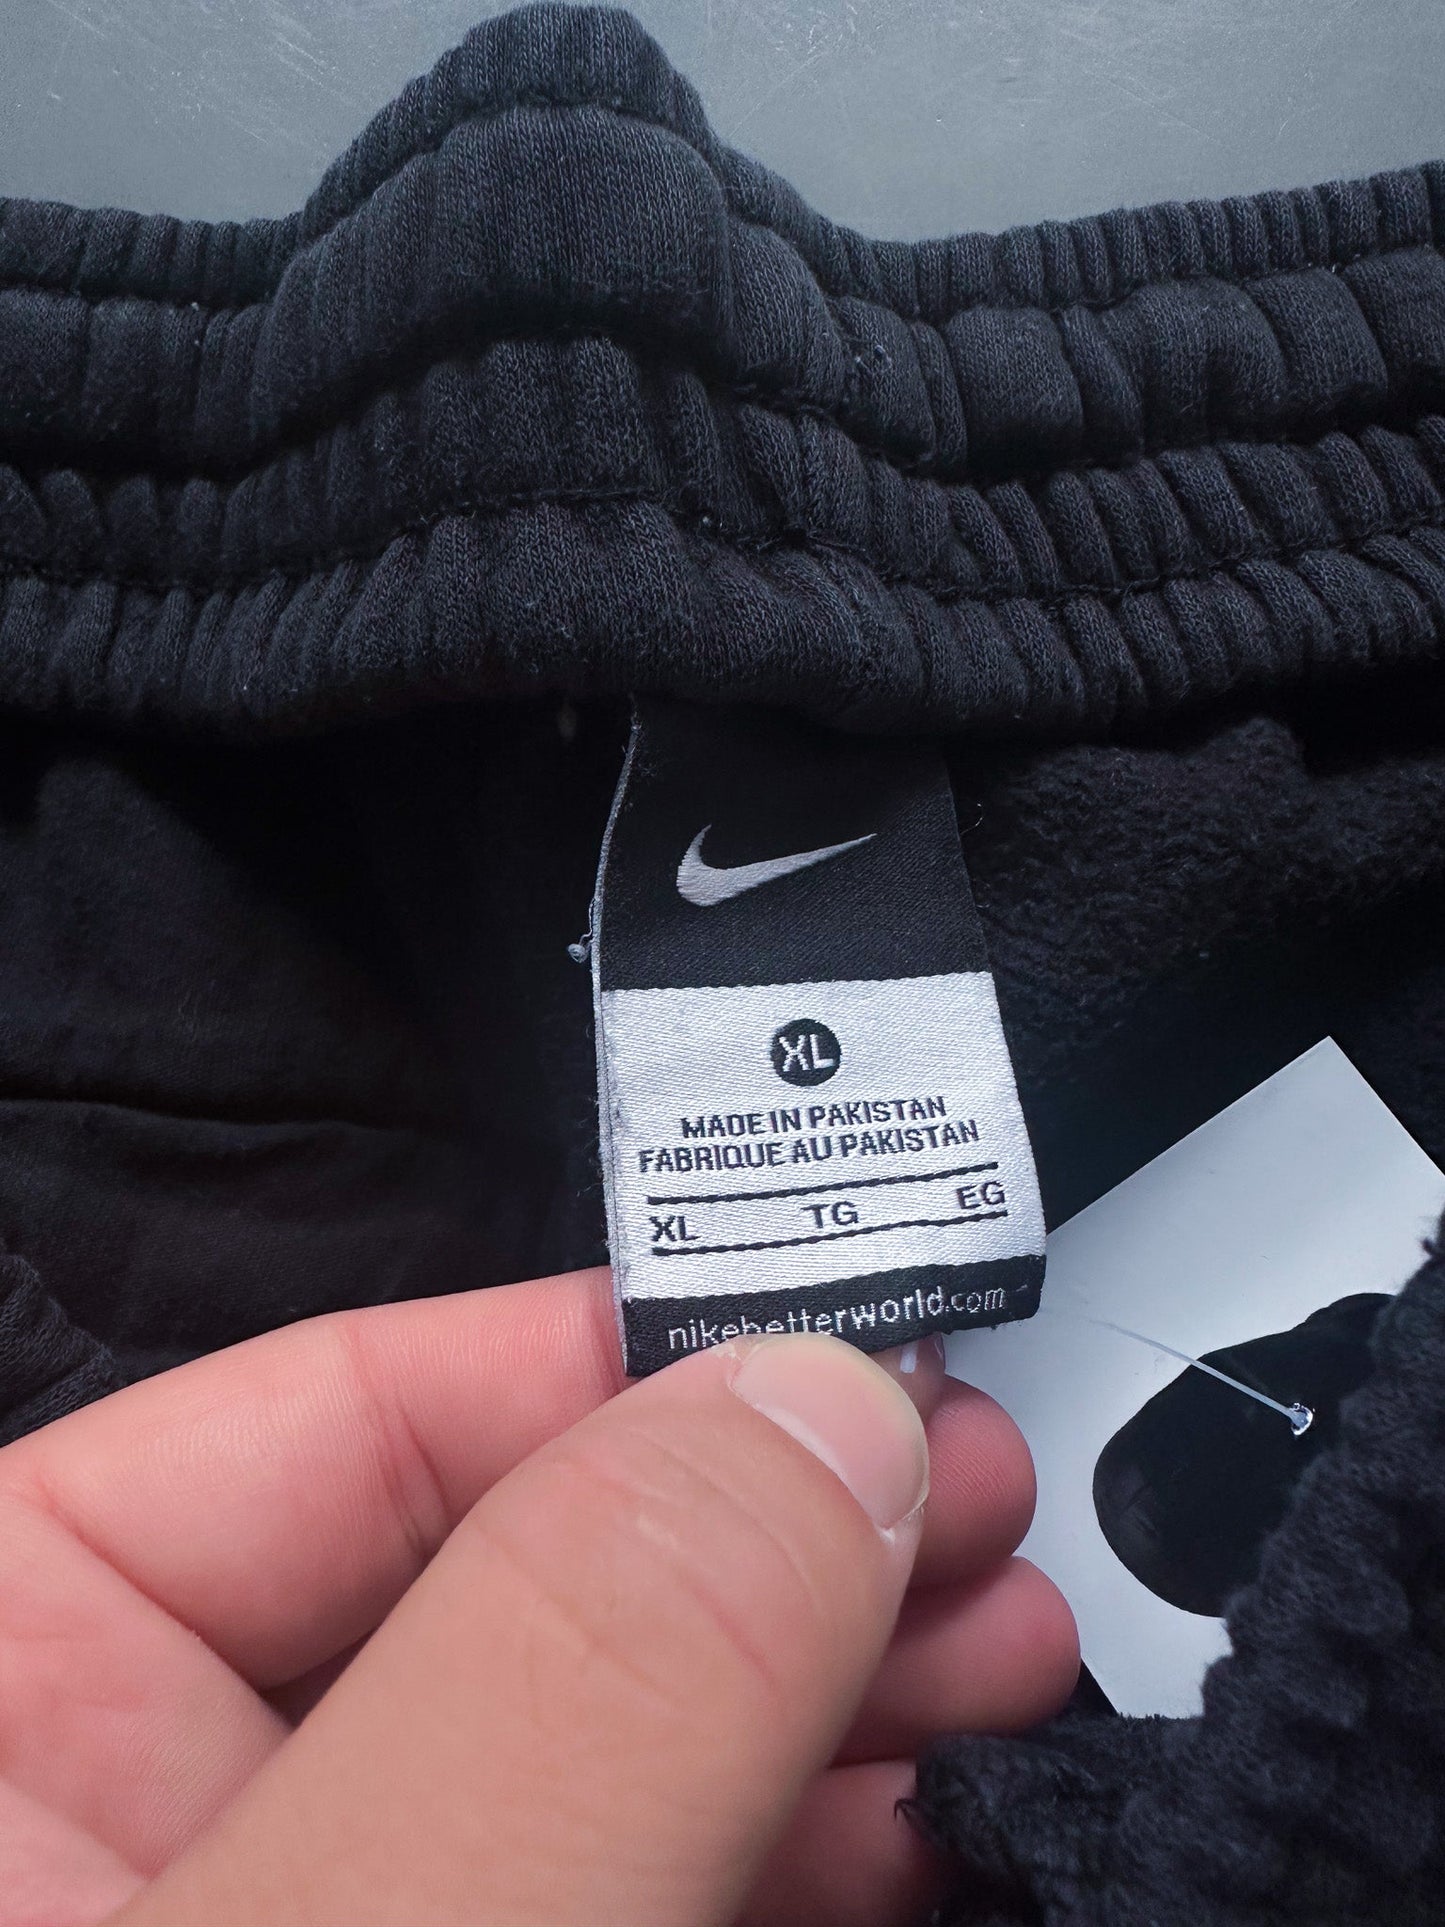 XL
MADE IN PAKISTAN
FABRIQUE AU PAKISTAN
XL TG EG
nikebetterworld.com